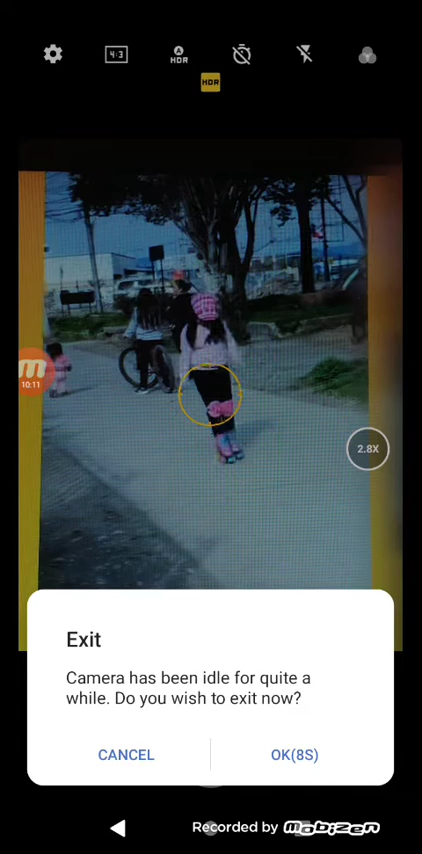 4:3
A
HDR
HDR
m
10:11
2.8X
Exit
Camera has been idle for quite a
while. Do you wish to exit now?
CANCEL
OK(8S)
Recorded by mobizen